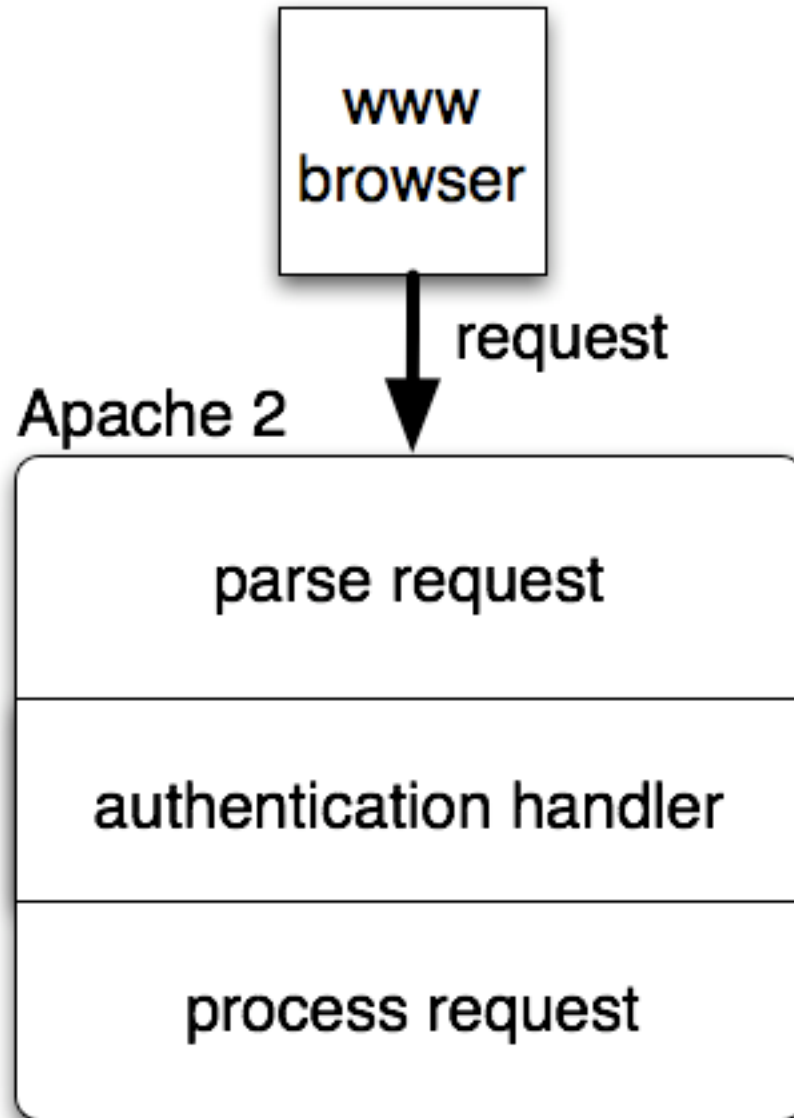 www
browser
request
Apache 2
parse request
authentication handler
process request